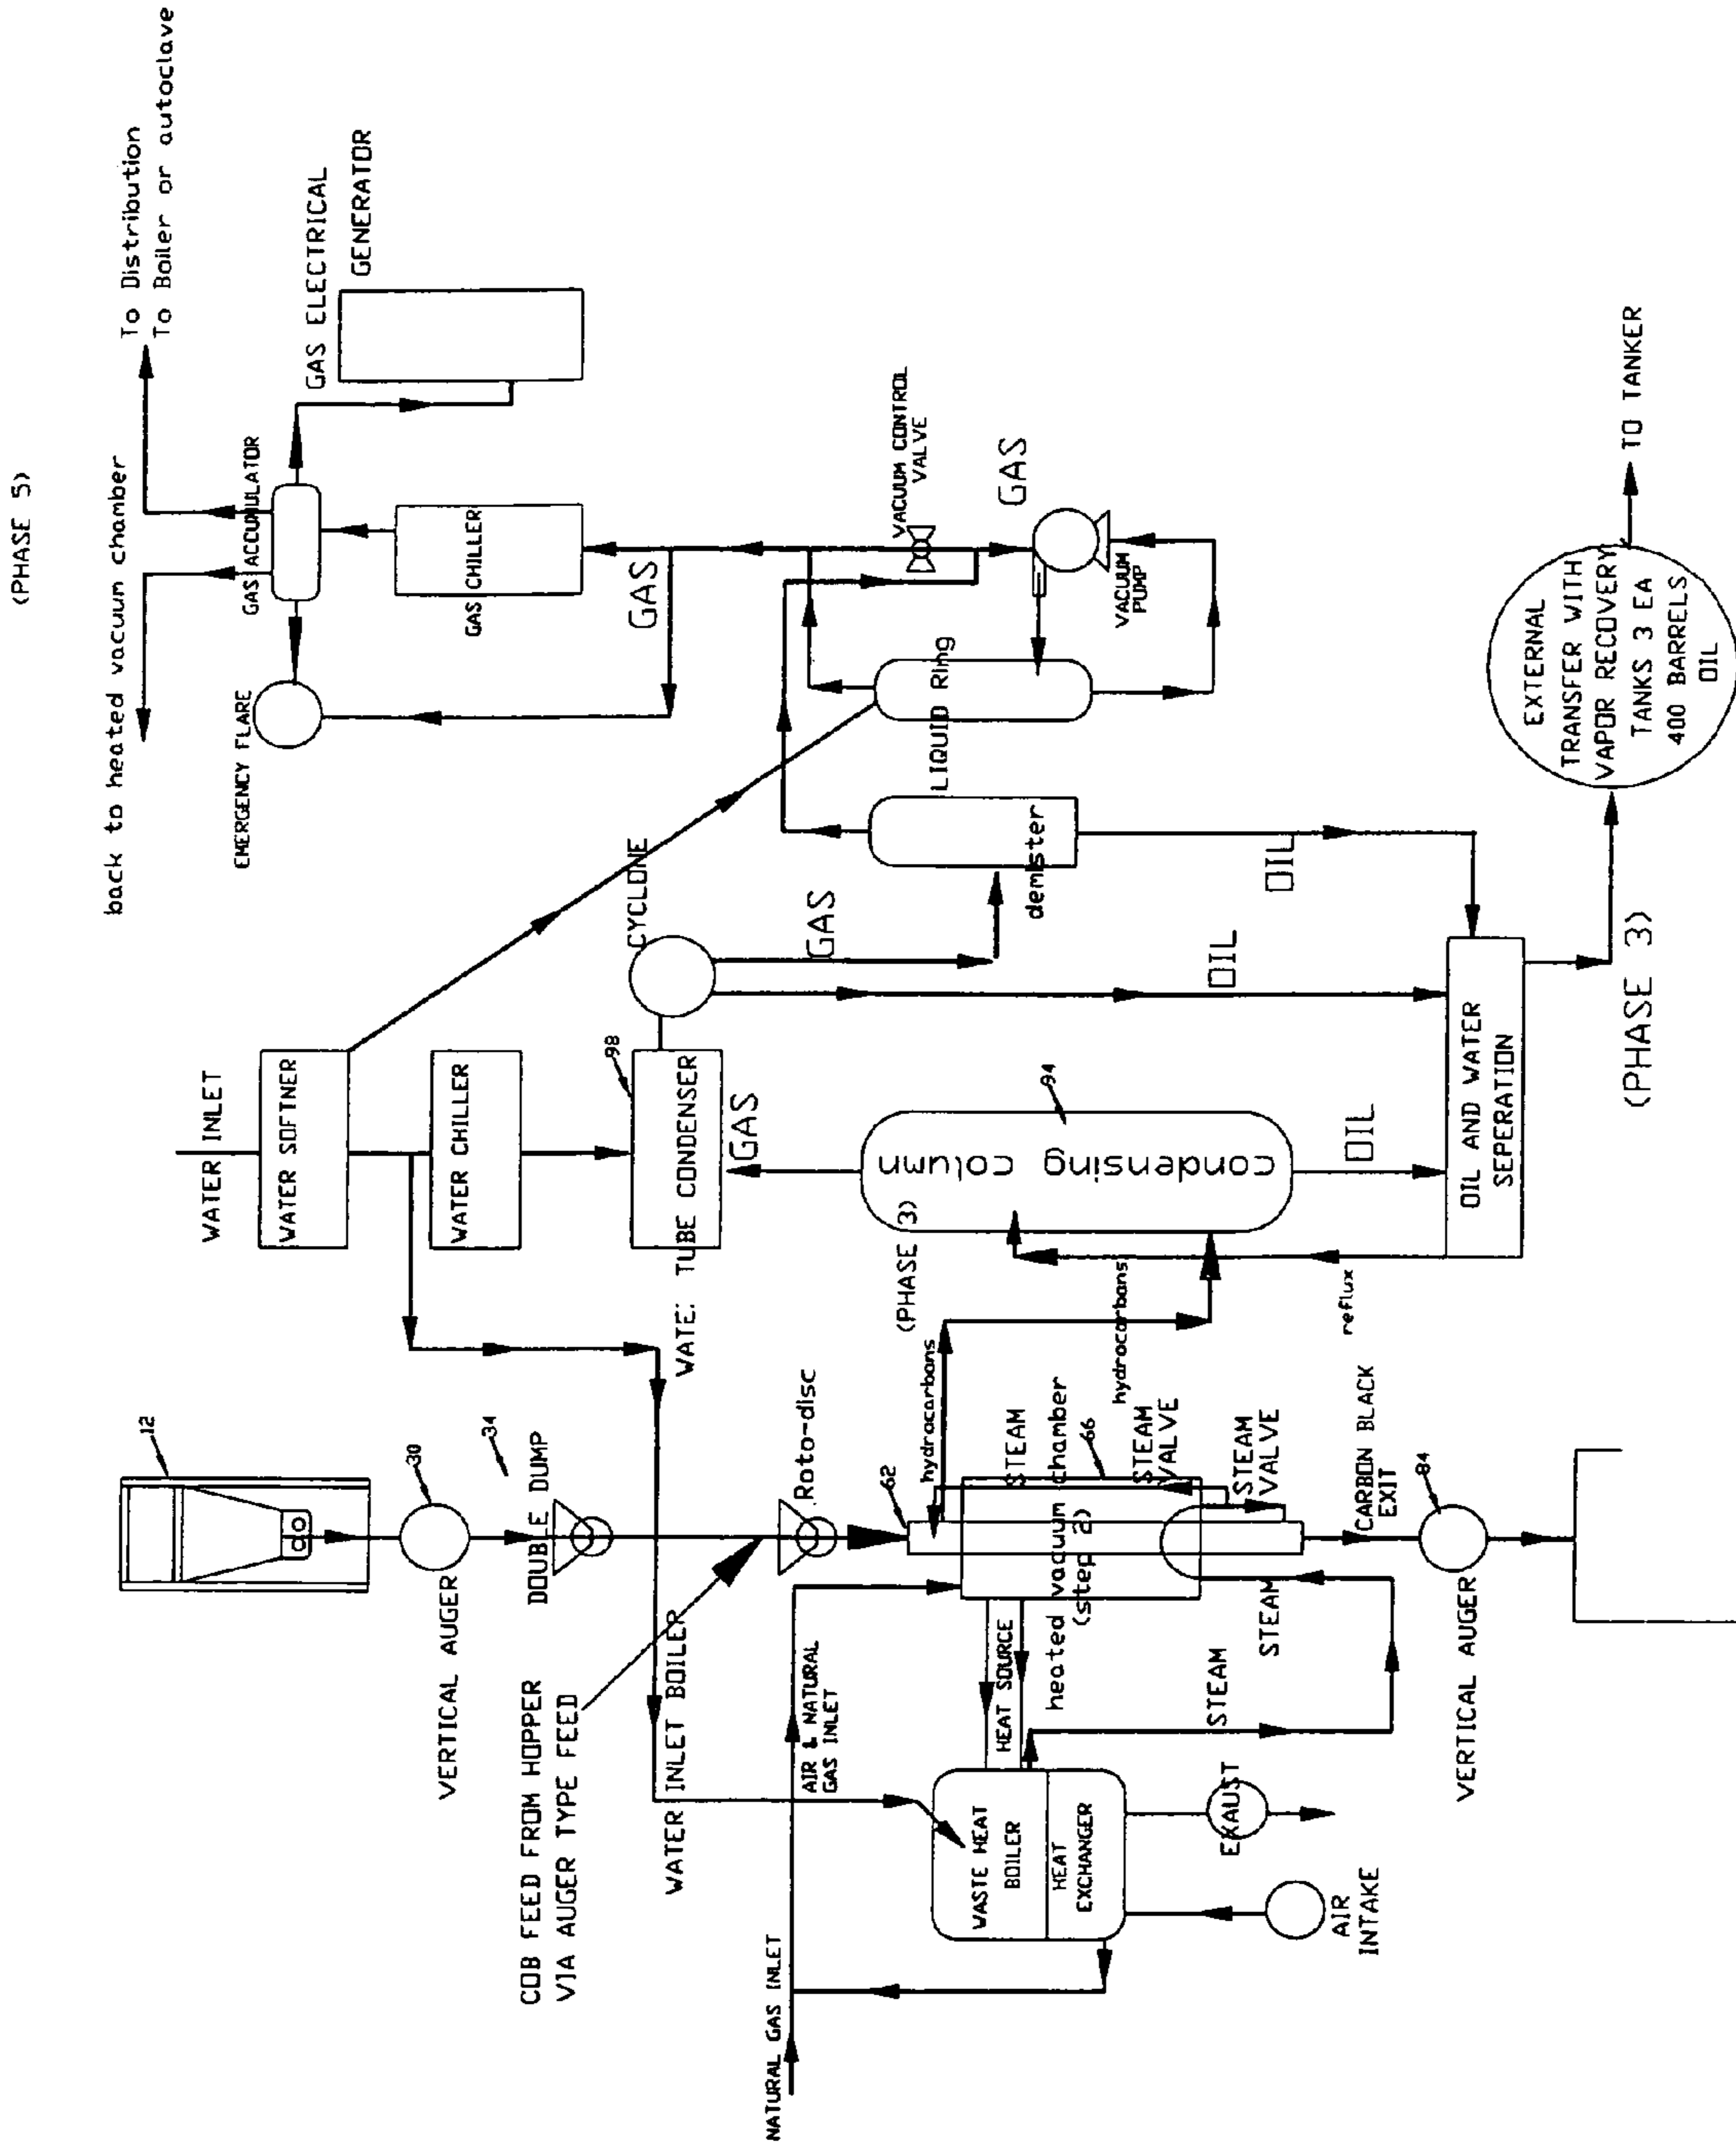 (PHASE 5)
back to heated vacuum chamber
To Distribution
To Boiler or autoclave
GAS ACCUMULATOR
GAS ELECTRICAL
GENERATOR
EMERGENCY FLARE
GAS CHILLER
GAS
VACUUM CONTROL
VALVE
GAS
VACUUM
PUMP
LIQUID Ring
demister
OIL
CYCLONE
GAS
OIL
EXTERNAL
TRANSFER WITH
VAPOR RECOVERY
TANKS 3 EA
400 BARRELS
OIL
TO TANKER
(PHASE 3)
WATER INLET
WATER SOFTNER
WATER CHILLER
98
WATE: TUBE CONDENSER
GAS
94
condensing
column
(PHASE 3)
OIL
OIL AND WATER
SEPERATION
reflux
hydrocarbons
hydrocarbons
12
30
VERTICAL AUGER
34
DOUBLE DUMP
Roto-disc
62
COB FEED FROM HOPPER
VIA AUGER TYPE FEED
WATER INLET BOILER
AIR & NATURAL
GAS INLET
NATURAL GAS INLET
STEAM
heated vacuum chamber
(step 2)
66
STEAM
VALVE
STEAM
VALVE
HEAT SOURCE
STEAM
STEAM
CARBON BLACK
EXIT
84
VERTICAL AUGER
WASTE HEAT
BOILER
HEAT
EXCHANGER
EXAUST
AIR
INTAKE